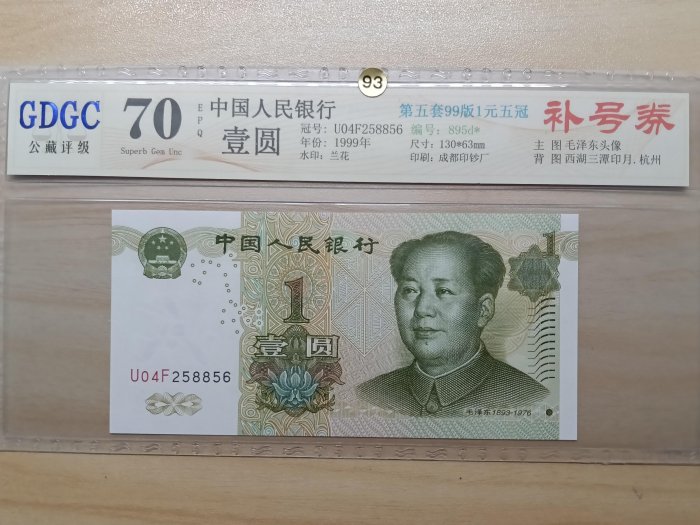 93
GDGC
公藏评级
70
Superb Gem Unc
EPQ
中国人民银行
壹圆
冠号: U04F258856
年份: 1999年
水印: 兰花
第五套99版1元五冠
编号: 895d*
尺寸: 130*63mm
印刷: 成都印钞厂
补号券
主 图 毛泽东头像
背 图 西湖三潭印月.杭州
中国人民银行
1
1
壹圆
U04F258856
毛泽东1893-1976